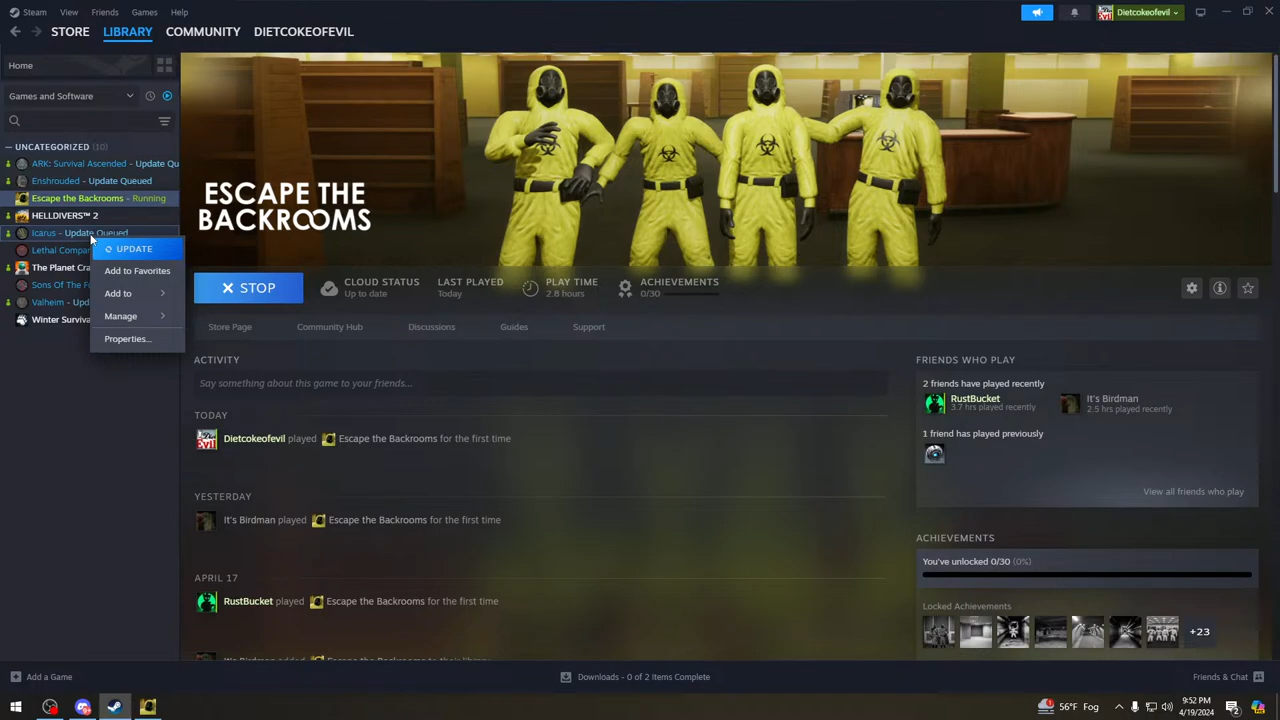 Steam View Friends Games Help
Dietcokeofevil
STORE LIBRARY COMMUNITY DIETCOKEOFEVIL
Home
Games and Software
UNCATEGORIZED (10)
ARK: Survival Ascended - Update Qu
Enshrouded - Update Queued
Escape the Backrooms - Running
HELLDIVERS™ 2
Icarus - Update Queued
Lethal Compa
The Planet Cra
Sons Of The F
Valheim - Upd
Winter Surviva
UPDATE
Add to Favorites
Add to
Manage
Properties...
ESCAPE THE
BACKROOMS
STOP
CLOUD STATUS
Up to date
LAST PLAYED
Today
PLAY TIME
2.8 hours
ACHIEVEMENTS
0/30
Store Page Community Hub Discussions Guides Support
ACTIVITY
Say something about this game to your friends...
TODAY
Dietcokeofevil played Escape the Backrooms for the first time
YESTERDAY
It's Birdman played Escape the Backrooms for the first time
APRIL 17
RustBucket played Escape the Backrooms for the first time
FRIENDS WHO PLAY
2 friends have played recently
RustBucket
3.7 hrs played recently
It's Birdman
2.5 hrs played recently
1 friend has played previously
View all friends who play
ACHIEVEMENTS
You've unlocked 0/30 (0%)
Locked Achievements
+23
Add a Game
Downloads - 0 of 2 Items Complete
Friends & Chat
56°F Fog
9:52 PM
4/19/2024